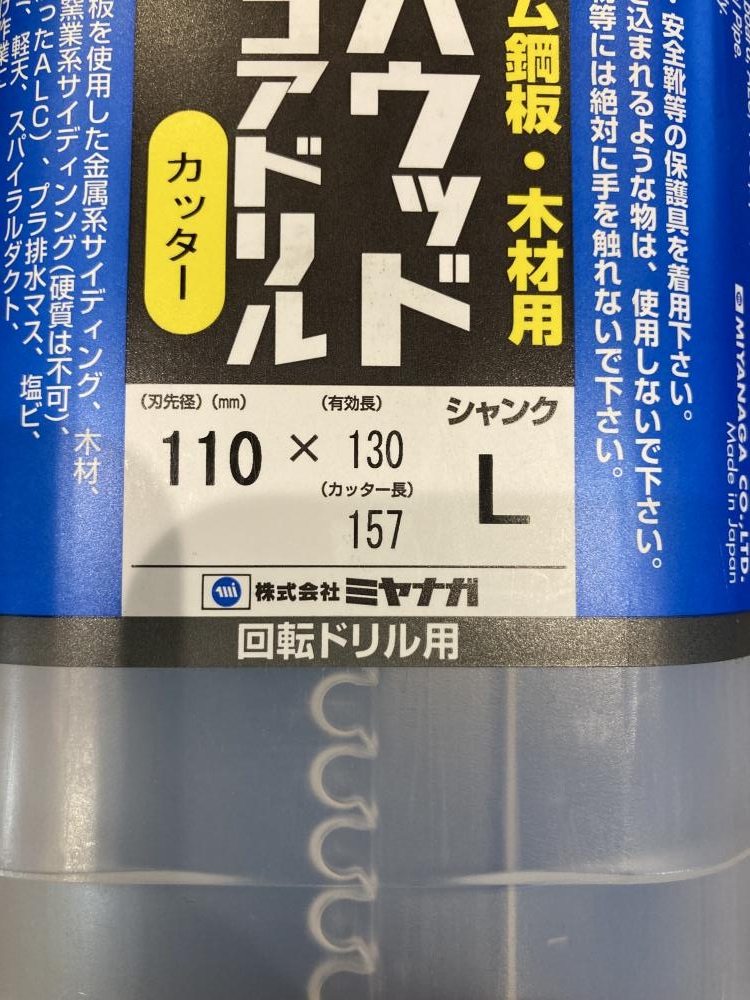 Pipe.
MIYANAGA CO.,LTD.
Made in Japan
・安全靴等の保護具を着用下さい。
き込まれるような物は、使用しないで下さい。
物等には絶対に手を触れないで下さい。
ム鋼板・木材用
ハウッド
コアドリル
カッター
板を使用した金属系サイディング、木材、
窯業系サイディング(硬質は不可)、
ったALC)、プラ排水マス、塩ビ、
、軽天、スパイラルダクト、
(刃先径)(mm)
(有効長)
シャンク
110 × 130
L
(カッター長)
157
株式会社 ミヤナガ
回転ドリル用